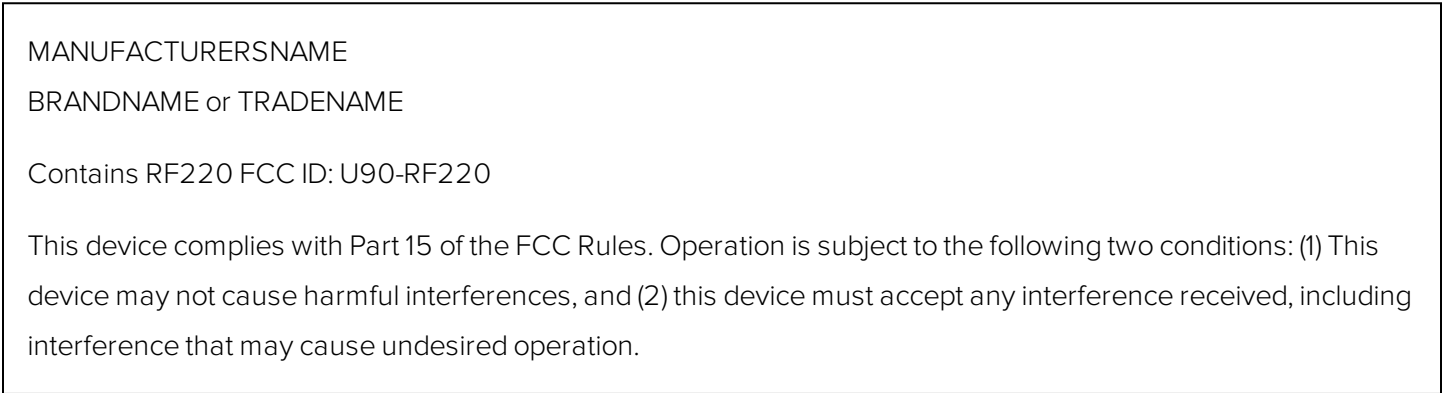 MANUFACTURERSNAME
BRANDNAME or TRADENAME
Contains RF220 FCC ID: U90-RF220
This device complies with Part 15 of the FCC Rules. Operation is subject to the following two conditions: (1) This
device may not cause harmful interferences, and (2) this device must accept any interference received, including
interference that may cause undesired operation.